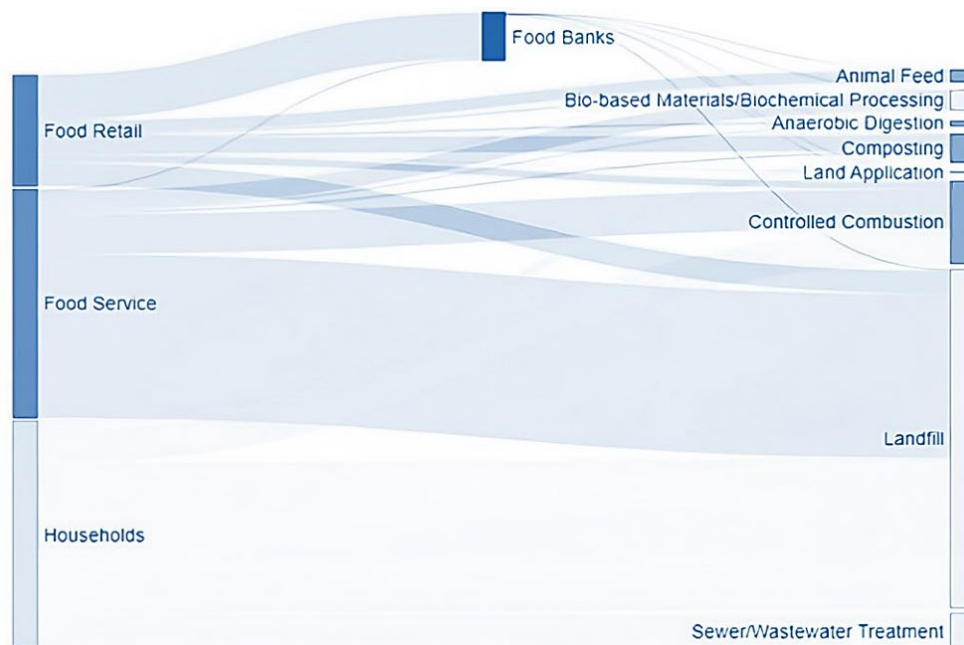 Food Banks
Animal Feed
Bio-based Materials/Biochemical Processing
Anaerobic Digestion
Food Retail
Composting
Land Application
Controlled Combustion
Food Service
Landfill
Households
Sewer/Wastewater Treatment